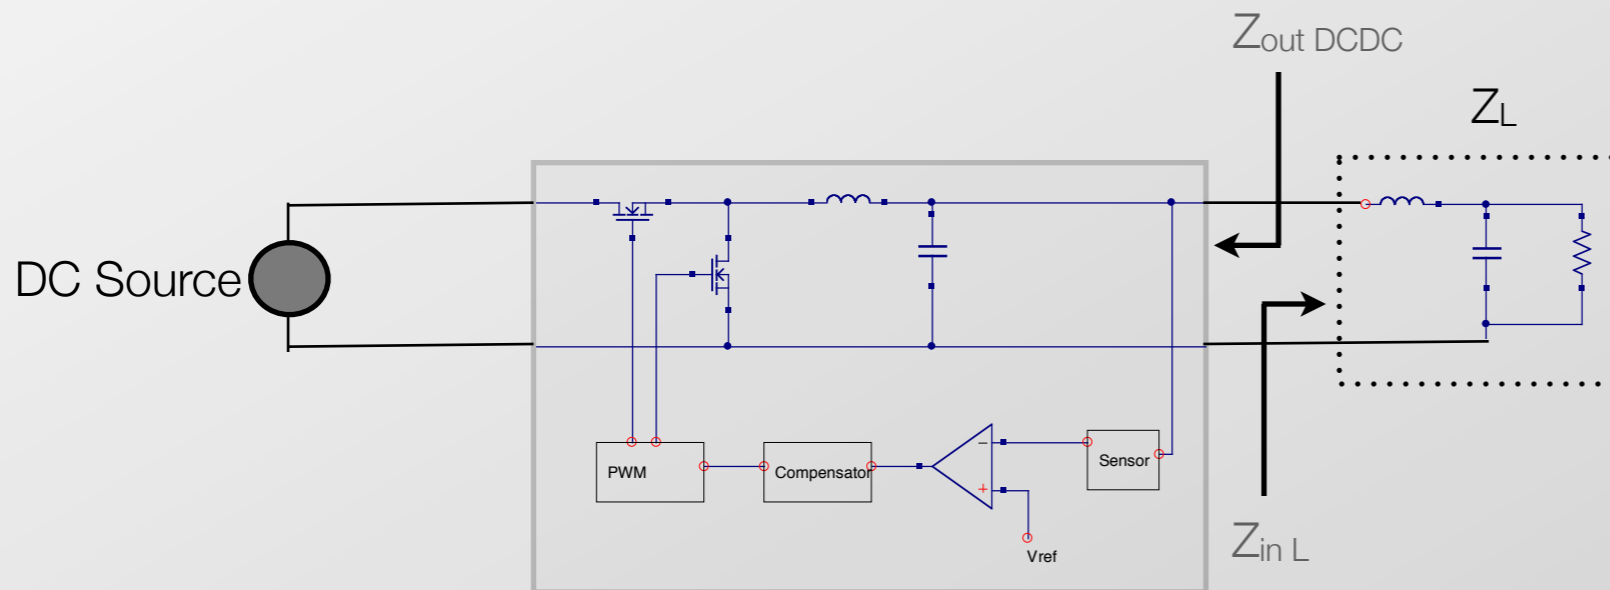 Zout DCDC
ZL
DC Source
PWM
Compensator
−
+
Sensor
Vref
Zin L